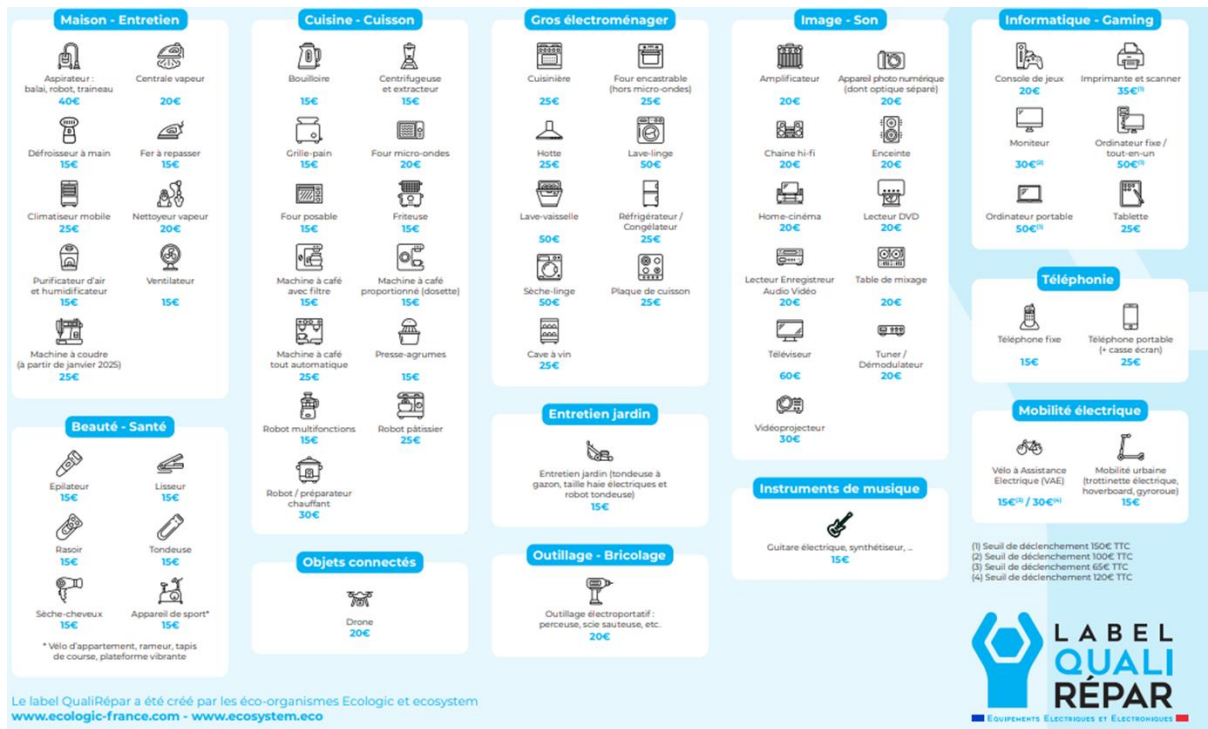 Maison - Entretien
Aspirateur :
balai, robot, traineau
40€
Centrale vapeur
20€
Défroisseur à main
15€
Fer à repasser
15€
Climatiseur mobile
25€
Nettoyeur vapeur
20€
Purificateur d'air
et humidificateur
15€
Ventilateur
15€
Machine à coudre
(à partir de janvier 2025)
25€
Beauté - Santé
Epilateur
15€
Lisseur
15€
Rasoir
15€
Tondeuse
15€
Sèche-cheveux
15€
Appareil de sport*
15€
* Vélo d'appartement, rameur, tapis
de course, plateforme vibrante
Cuisine - Cuisson
Bouilloire
15€
Centrifugeuse
et extracteur
15€
Grille-pain
15€
Four micro-ondes
20€
Four posable
15€
Friteuse
15€
Machine à café
avec filtre
15€
Machine à café
proportionné (dosette)
15€
Machine à café
tout automatique
25€
Presse-agrumes
15€
Robot multifonctions
15€
Robot pâtissier
25€
Robot / préparateur
chauffant
30€
Objets connectés
Drone
20€
Gros électroménager
Cuisinière
25€
Four encastrable
(hors micro-ondes)
25€
Hotte
25€
Lave-linge
50€
Lave-vaisselle
50€
Réfrigérateur /
Congélateur
25€
Sèche-linge
50€
Plaque de cuisson
25€
Cave à vin
25€
Entretien jardin
Entretien jardin (tondeuse à
gazon, taille haie électriques et
robot tondeuse)
15€
Outillage - Bricolage
Outillage électroportatif :
perceuse, scie sauteuse, etc.
20€
Image - Son
Amplificateur
20€
Appareil photo numérique
(dont optique séparé)
20€
Chaine hi-fi
20€
Enceinte
20€
Home-cinéma
20€
Lecteur DVD
20€
Lecteur Enregistreur
Audio Vidéo
20€
Table de mixage
20€
Téléviseur
60€
Tuner /
Démodulateur
20€
Vidéoprojecteur
30€
Instruments de musique
Guitare électrique, synthétiseur, ...
15€
Informatique - Gaming
Console de jeux
20€
Imprimante et scanner
35€(1)
Moniteur
30€(2)
Ordinateur fixe /
tout-en-un
50€(1)
Ordinateur portable
50€(1)
Tablette
25€
Téléphonie
Téléphone fixe
15€
Téléphone portable
(+ casse écran)
25€
Mobilité électrique
Vélo à Assistance
Electrique (VAE)
15€(3) / 30€(4)
Mobilité urbaine
(trottinette électrique,
hoverboard, gyroroue)
15€
(1) Seuil de déclenchement 150€ TTC
(2) Seuil de déclenchement 100€ TTC
(3) Seuil de déclenchement 65€ TTC
(4) Seuil de déclenchement 120€ TTC
LABEL
QUALI
RÉPAR
Equipements Electriques et Electroniques
Le label QualiRépar a été créé par les éco-organismes Ecologic et ecosystem
www.ecologic-france.com - www.ecosystem.eco